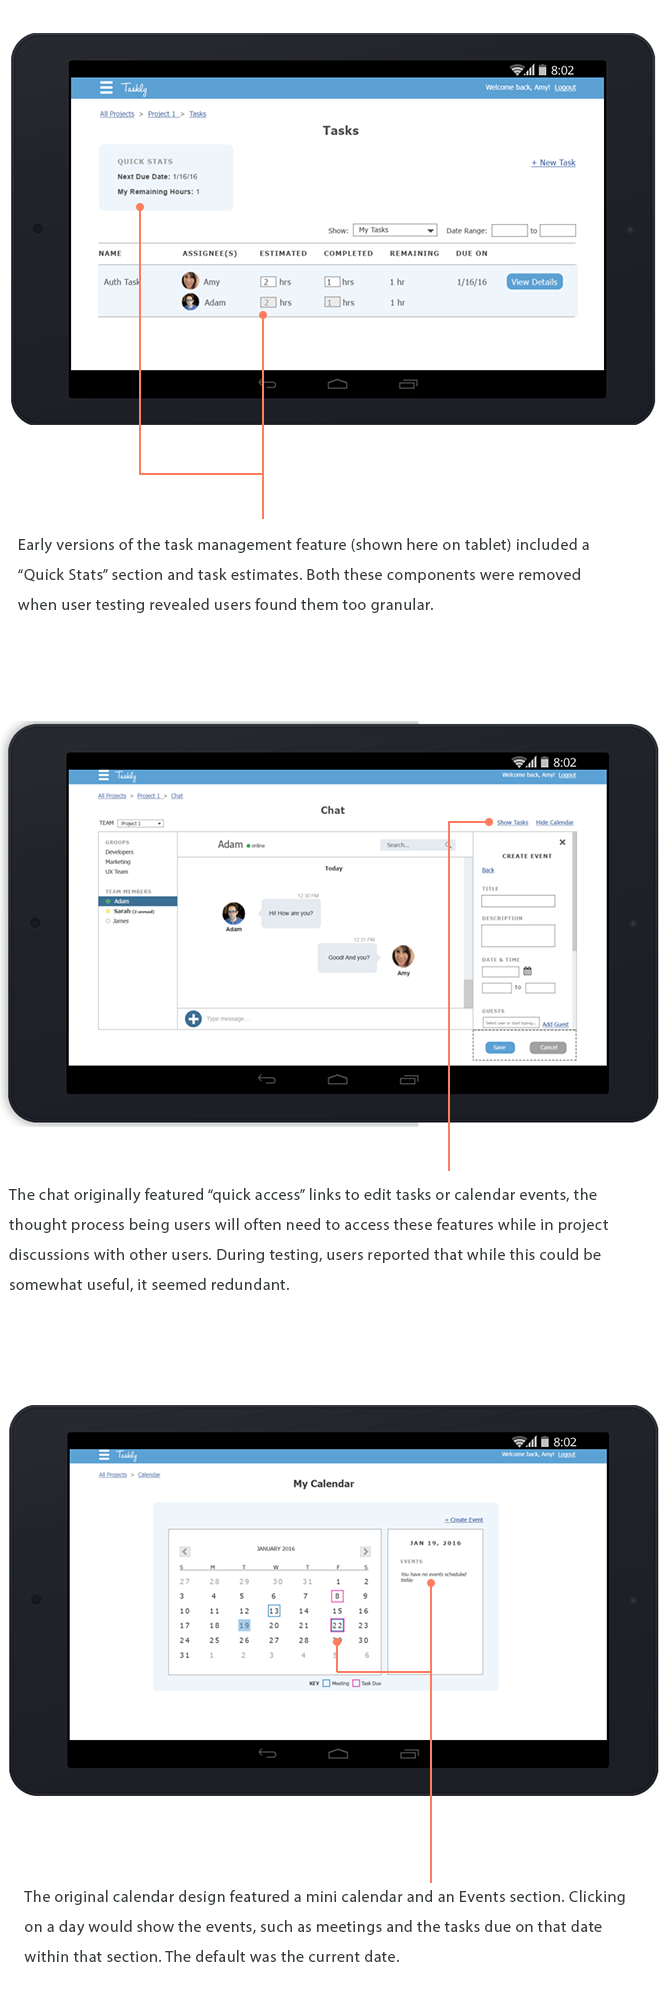 8:02
Taskly
Welcome back, Amy! Logout
All Projects > Project 1 > Tasks
Tasks
QUICK STATS
Next Due Date: 1/16/16
My Remaining Hours: 1
+ New Task
Show: My Tasks Date Range: to
NAME ASSIGNEE(S) ESTIMATED COMPLETED REMAINING DUE ON
Auth Task Amy 2 hrs 1 hrs 1 hr 1/16/16 View Details
Adam 2 hrs 1 hrs 1 hr
Early versions of the task management feature (shown here on tablet) included a
“Quick Stats” section and task estimates. Both these components were removed
when user testing revealed users found them too granular.
8:02
Taskly
Welcome back, Amy! Logout
All Projects > Project 1 > Chat
Chat
TEAM Project 1
Show Tasks Hide Calendar
GROUPS
Developers
Marketing
UX Team
TEAM MEMBERS
Adam
Sarah (2 unread)
James
Adam online
Search...
Today
12:30 PM
Hi! How are you?
Adam
12:31 PM
Good! And you?
Amy
Type message...
CREATE EVENT
Back
TITLE
DESCRIPTION
DATE & TIME
to
GUESTS
Select user or start typing... Add Guest
Save Cancel
The chat originally featured “quick access” links to edit tasks or calendar events, the
thought process being users will often need to access these features while in project
discussions with other users. During testing, users reported that while this could be
somewhat useful, it seemed redundant.
8:02
Taskly
Welcome back, Amy! Logout
All Projects > Calendar
My Calendar
+ Create Event
JANUARY 2016
S M T W T F S
27 28 29 30 31 1 2
3 4 5 6 7 8 9
10 11 12 13 14 15 16
17 18 19 20 21 22 23
24 25 26 27 28 29 30
31 1 2 3 4 5 6
KEY Meeting Task Due
JAN 19, 2016
EVENTS
You have no events scheduled
today
The original calendar design featured a mini calendar and an Events section. Clicking
on a day would show the events, such as meetings and the tasks due on that date
within that section. The default was the current date.